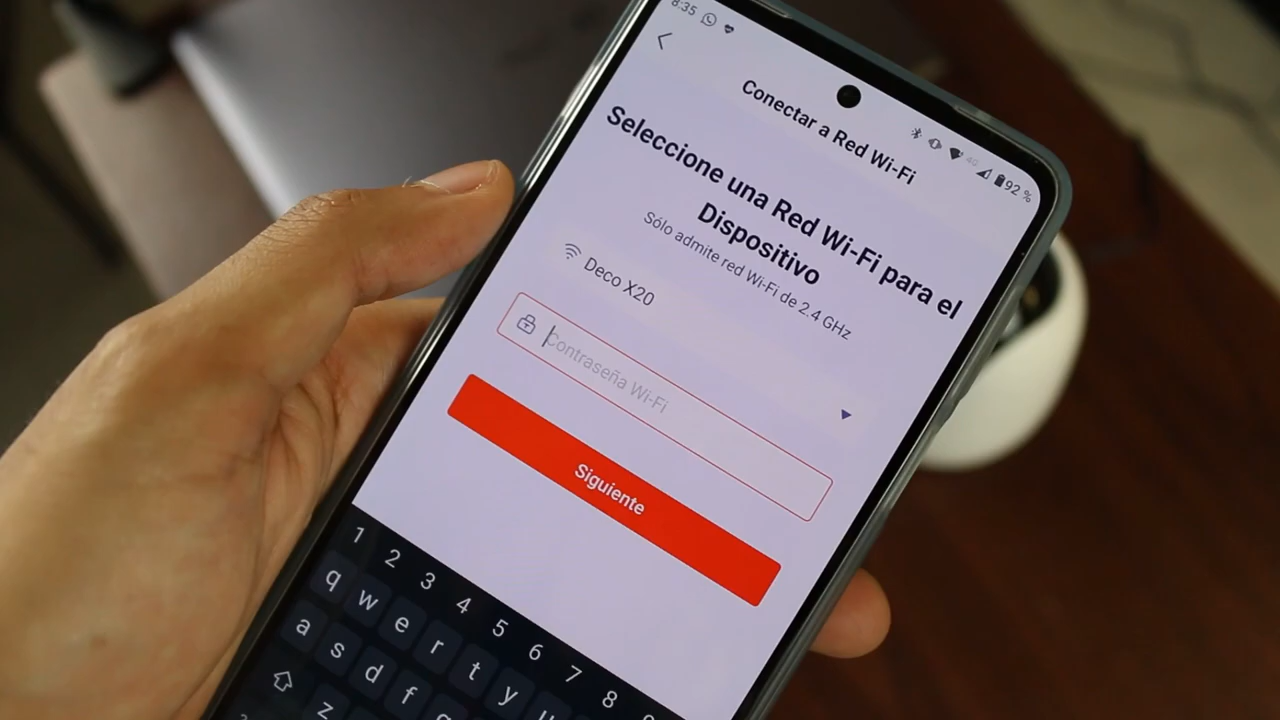 8:35
4G
92 %
Conectar a Red Wi-Fi
Seleccione una Red Wi-Fi para el
Dispositivo
Sólo admite red Wi-Fi de 2.4 GHz
Deco X20
Contraseña Wi-Fi
Siguiente
1 2 3 4 5 6 7 8
q w e r t y
a s d f
z